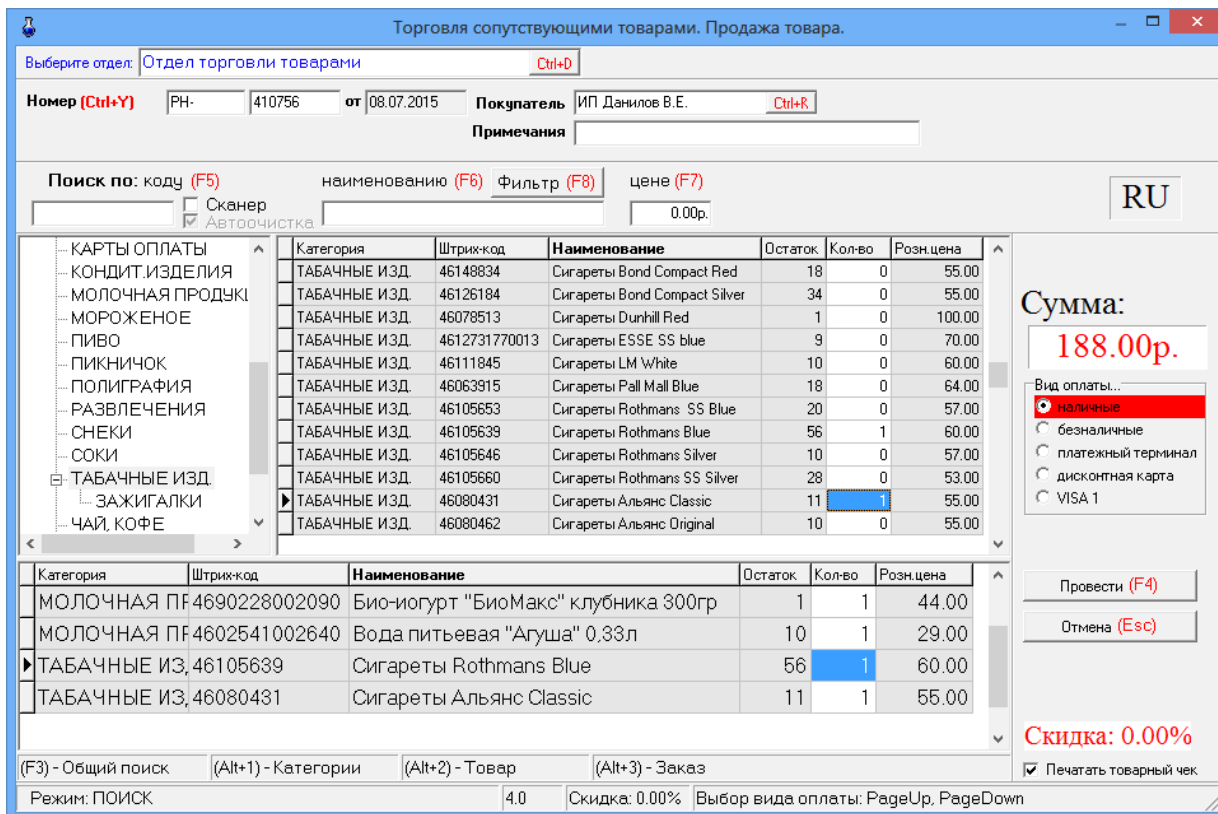 Торговля сопутствующими товарами. Продажа товара.
Выберите отдел: Отдел торговли товарами Ctrl+D
Номер (Ctrl+Y) РН- 410756 от 08.07.2015 Покупатель ИП Данилов В.Е. Ctrl+R
Примечания
Поиск по: коду (F5) наименованию (F6) Фильтр (F8) цене (F7)
Сканер
Автоочистка 0.00р.
RU
КАРТЫ ОПЛАТЫ
КОНДИТ.ИЗДЕЛИЯ
МОЛОЧНАЯ ПРОДУКЦ
МОРОЖЕНОЕ
ПИВО
ПИКНИЧОК
ПОЛИГРАФИЯ
РАЗВЛЕЧЕНИЯ
СНЕКИ
СОКИ
ТАБАЧНЫЕ ИЗД.
ЗАЖИГАЛКИ
ЧАЙ, КОФЕ
Категория Штрих-код Наименование Остаток Кол-во Розн.цена
ТАБАЧНЫЕ ИЗД. 46148834 Сигареты Bond Compact Red 18 0 55.00
ТАБАЧНЫЕ ИЗД. 46126184 Сигареты Bond Compact Silver 34 0 55.00
ТАБАЧНЫЕ ИЗД. 46078513 Сигареты Dunhill Red 1 0 100.00
ТАБАЧНЫЕ ИЗД. 4612731770013 Сигареты ESSE SS blue 9 0 70.00
ТАБАЧНЫЕ ИЗД. 46111845 Сигареты LM White 10 0 60.00
ТАБАЧНЫЕ ИЗД. 46063915 Сигареты Pall Mall Blue 18 0 64.00
ТАБАЧНЫЕ ИЗД. 46105653 Сигареты Rothmans SS Blue 20 0 57.00
ТАБАЧНЫЕ ИЗД. 46105639 Сигареты Rothmans Blue 56 1 60.00
ТАБАЧНЫЕ ИЗД. 46105646 Сигареты Rothmans Silver 10 0 57.00
ТАБАЧНЫЕ ИЗД. 46105660 Сигареты Rothmans SS Silver 28 0 53.00
ТАБАЧНЫЕ ИЗД. 46080431 Сигареты Альянс Classic 11 1 55.00
ТАБАЧНЫЕ ИЗД. 46080462 Сигареты Альянс Original 10 0 55.00
Сумма:
188.00р.
Вид оплаты...
наличные
безналичные
платежный терминал
дисконтная карта
VISA 1
Категория Штрих-код Наименование Остаток Кол-во Розн.цена
МОЛОЧНАЯ ПР 4690228002090 Био-йогурт "БиоМакс" клубника 300гр 1 1 44.00
МОЛОЧНАЯ ПР 4602541002640 Вода питьевая "Агуша" 0,33л 10 1 29.00
ТАБАЧНЫЕ ИЗД 46105639 Сигареты Rothmans Blue 56 1 60.00
ТАБАЧНЫЕ ИЗД 46080431 Сигареты Альянс Classic 11 1 55.00
Провести (F4)
Отмена (Esc)
Скидка: 0.00%
Печатать товарный чек
(F3) - Общий поиск (Alt+1) - Категории (Alt+2) - Товар (Alt+3) - Заказ
Режим: ПОИСК 4.0 Скидка: 0.00% Выбор вида оплаты: PageUp, PageDown